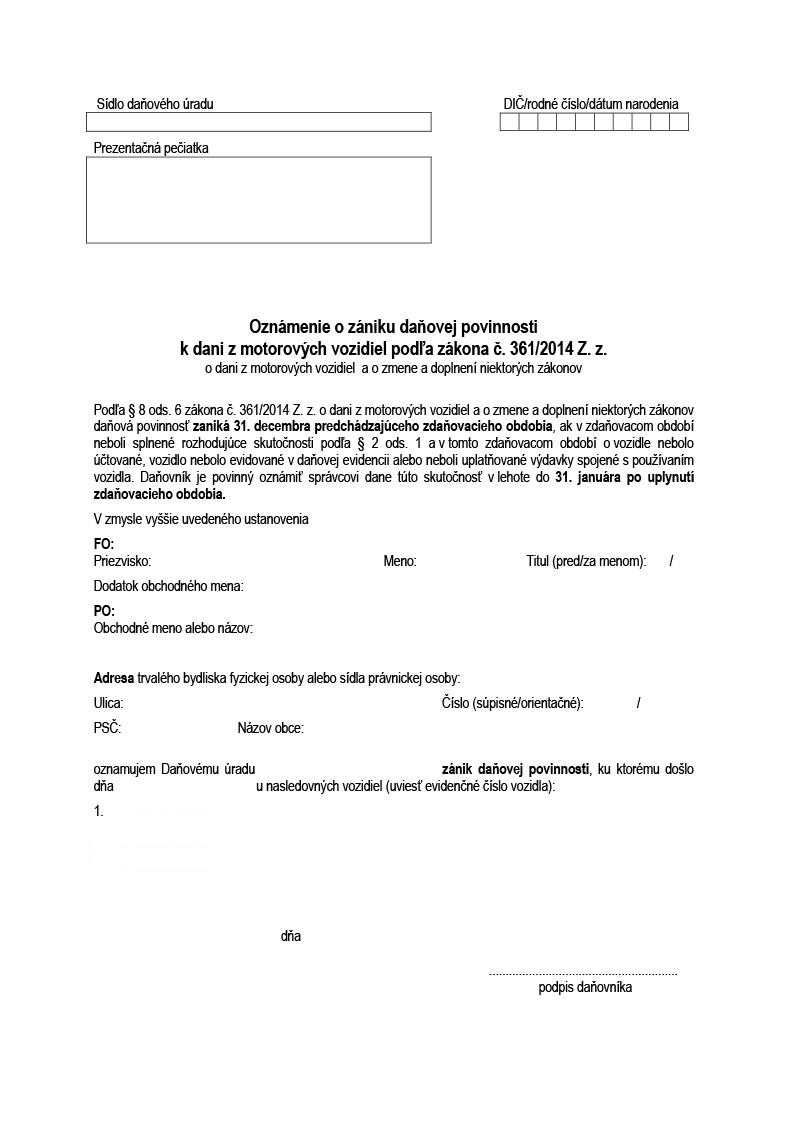 Sídlo daňového úradu
DIČ/rodné číslo/dátum narodenia
Prezentačná pečiatka
Oznámenie o zániku daňovej povinnosti
k dani z motorových vozidiel podľa zákona č. 361/2014 Z. z.
o dani z motorových vozidiel a o zmene a doplnení niektorých zákonov
Podľa § 8 ods. 6 zákona č. 361/2014 Z. z. o dani z motorových vozidiel a o zmene a doplnení niektorých zákonov
daňová povinnosť zaniká 31. decembra predchádzajúceho zdaňovacieho obdobia, ak v zdaňovacom období
neboli splnené rozhodujúce skutočnosti podľa § 2 ods. 1 a v tomto zdaňovacom období o vozidle nebolo
účtované, vozidlo nebolo evidované v daňovej evidencii alebo neboli uplatňované výdavky spojené s používaním
vozidla. Daňovník je povinný oznámiť správcovi dane túto skutočnosť v lehote do 31. januára po uplynutí
zdaňovacieho obdobia.
V zmysle vyššie uvedeného ustanovenia
FO:
Priezvisko: Meno: Titul (pred/za menom): /
Dodatok obchodného mena:
PO:
Obchodné meno alebo názov:
Adresa trvalého bydliska fyzickej osoby alebo sídla právnickej osoby:
Ulica: Číslo (súpisné/orientačné): /
PSČ: Názov obce:
oznamujem Daňovému úradu zánik daňovej povinnosti, ku ktorému došlo
dňa u nasledovných vozidiel (uviesť evidenčné číslo vozidla):
1.
dňa
podpis daňovníka